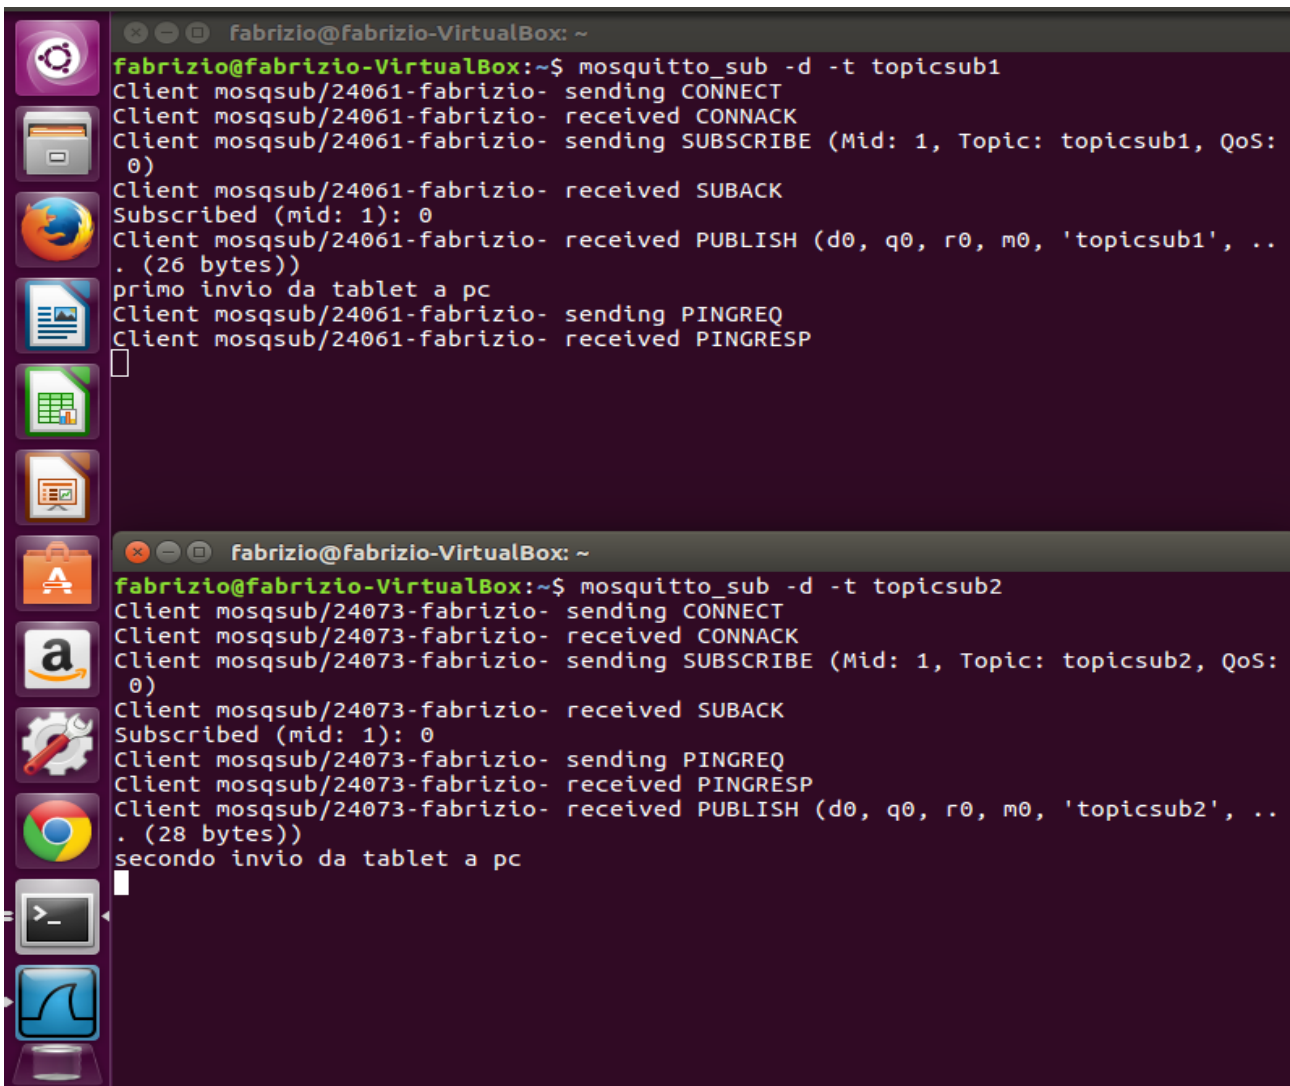 fabrizio@fabrizio-VirtualBox: ~
fabrizio@fabrizio-VirtualBox:~$ mosquitto_sub -d -t topicsub1
Client mosqsub/24061-fabrizio- sending CONNECT
Client mosqsub/24061-fabrizio- received CONNACK
Client mosqsub/24061-fabrizio- sending SUBSCRIBE (Mid: 1, Topic: topicsub1, QoS:
 0)
Client mosqsub/24061-fabrizio- received SUBACK
Subscribed (mid: 1): 0
Client mosqsub/24061-fabrizio- received PUBLISH (d0, q0, r0, m0, 'topicsub1', ..
. (26 bytes))
primo invio da tablet a pc
Client mosqsub/24061-fabrizio- sending PINGREQ
Client mosqsub/24061-fabrizio- received PINGRESP
fabrizio@fabrizio-VirtualBox: ~
fabrizio@fabrizio-VirtualBox:~$ mosquitto_sub -d -t topicsub2
Client mosqsub/24073-fabrizio- sending CONNECT
Client mosqsub/24073-fabrizio- received CONNACK
Client mosqsub/24073-fabrizio- sending SUBSCRIBE (Mid: 1, Topic: topicsub2, QoS:
 0)
Client mosqsub/24073-fabrizio- received SUBACK
Subscribed (mid: 1): 0
Client mosqsub/24073-fabrizio- sending PINGREQ
Client mosqsub/24073-fabrizio- received PINGRESP
Client mosqsub/24073-fabrizio- received PUBLISH (d0, q0, r0, m0, 'topicsub2', ..
. (28 bytes))
secondo invio da tablet a pc